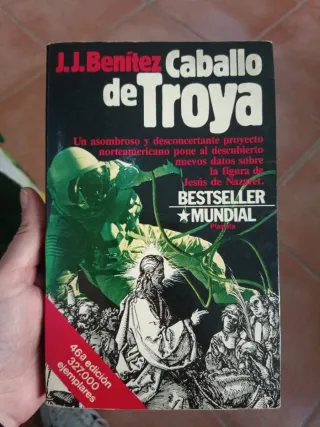 J.J. Benítez Caballo
de Troya
Un asombroso y desconcertante proyecto
norteamericano pone al descubierto
nuevos datos sobre
la figura de
Jesús de Nazaret.
BESTSELLER
★MUNDIAL
Planeta
46a edición
327.000
ejemplares